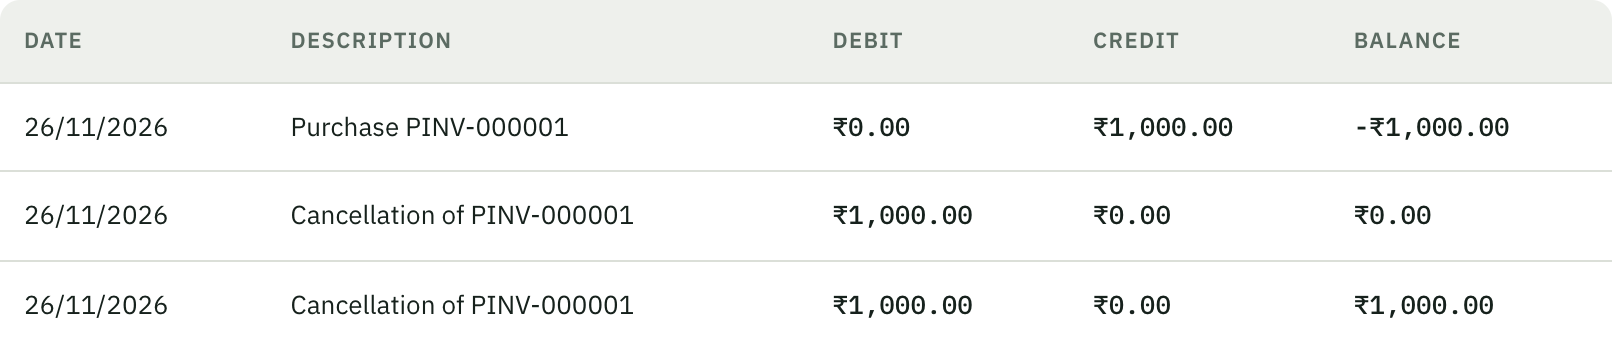 DATE DESCRIPTION DEBIT CREDIT BALANCE
26/11/2026 Purchase PINV-000001 ₹0.00 ₹1,000.00 -₹1,000.00
26/11/2026 Cancellation of PINV-000001 ₹1,000.00 ₹0.00 ₹0.00
26/11/2026 Cancellation of PINV-000001 ₹1,000.00 ₹0.00 ₹1,000.00